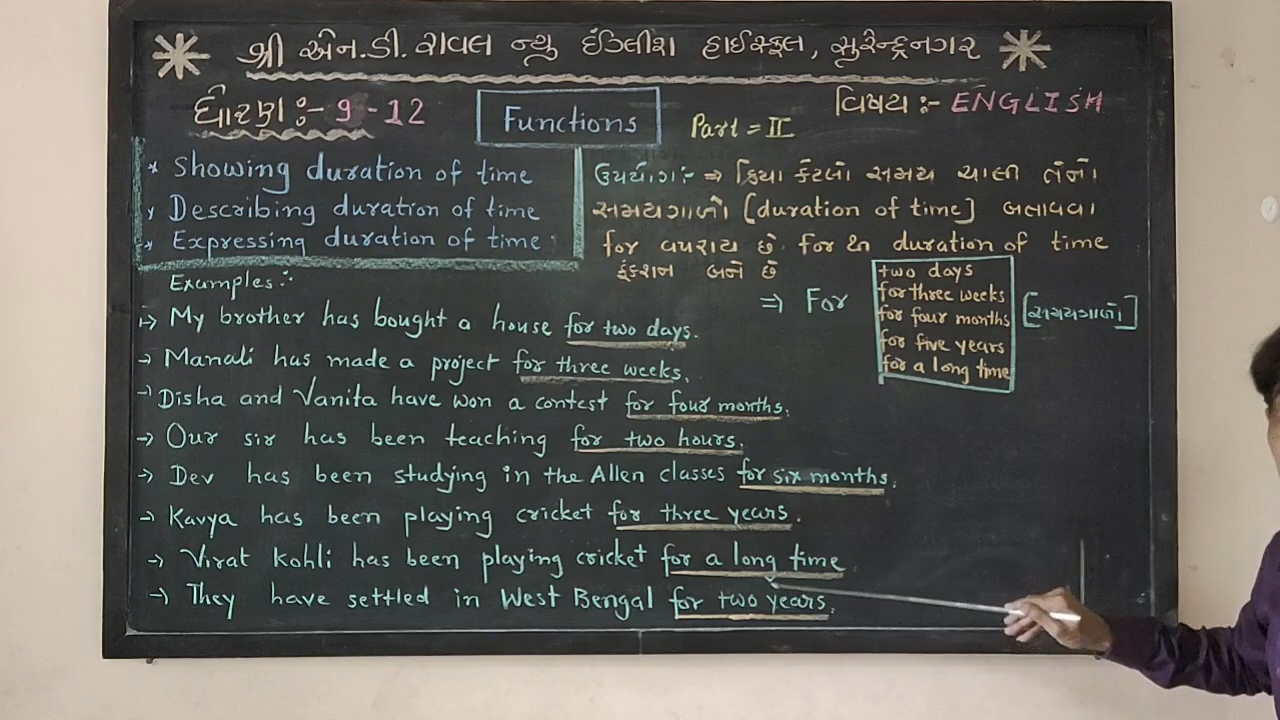 શ્રી એન.ડી. રાવલ ન્યુ ઇંગ્લીશ હાઈસ્કૂલ, સુરેન્દ્રનગર
ધોરણ :- 9 - 12
Functions
Part = II
વિષય :- ENGLISH
* Showing duration of time
* Describing duration of time
* Expressing duration of time
ઉપયોગ :- ⇒ ક્રિયા કેટલો સમય ચાલી તેનો
સમયગાળો [duration of time] બતાવવા
for વપરાય છે. for થી duration of time
ફંક્શન બને છે
⇒ For
two days
for three weeks
for four months
for five years
for a long time
[સમયગાળો]
Examples :-
→ My brother has bought a house for two days.
→ Manali has made a project for three weeks.
→ Disha and Vanita have won a contest for four months.
→ Our sir has been teaching for two hours.
→ Dev has been studying in the Allen classes for six months.
→ Kavya has been playing cricket for three years.
→ Virat Kohli has been playing cricket for a long time.
→ They have settled in West Bengal for two years.